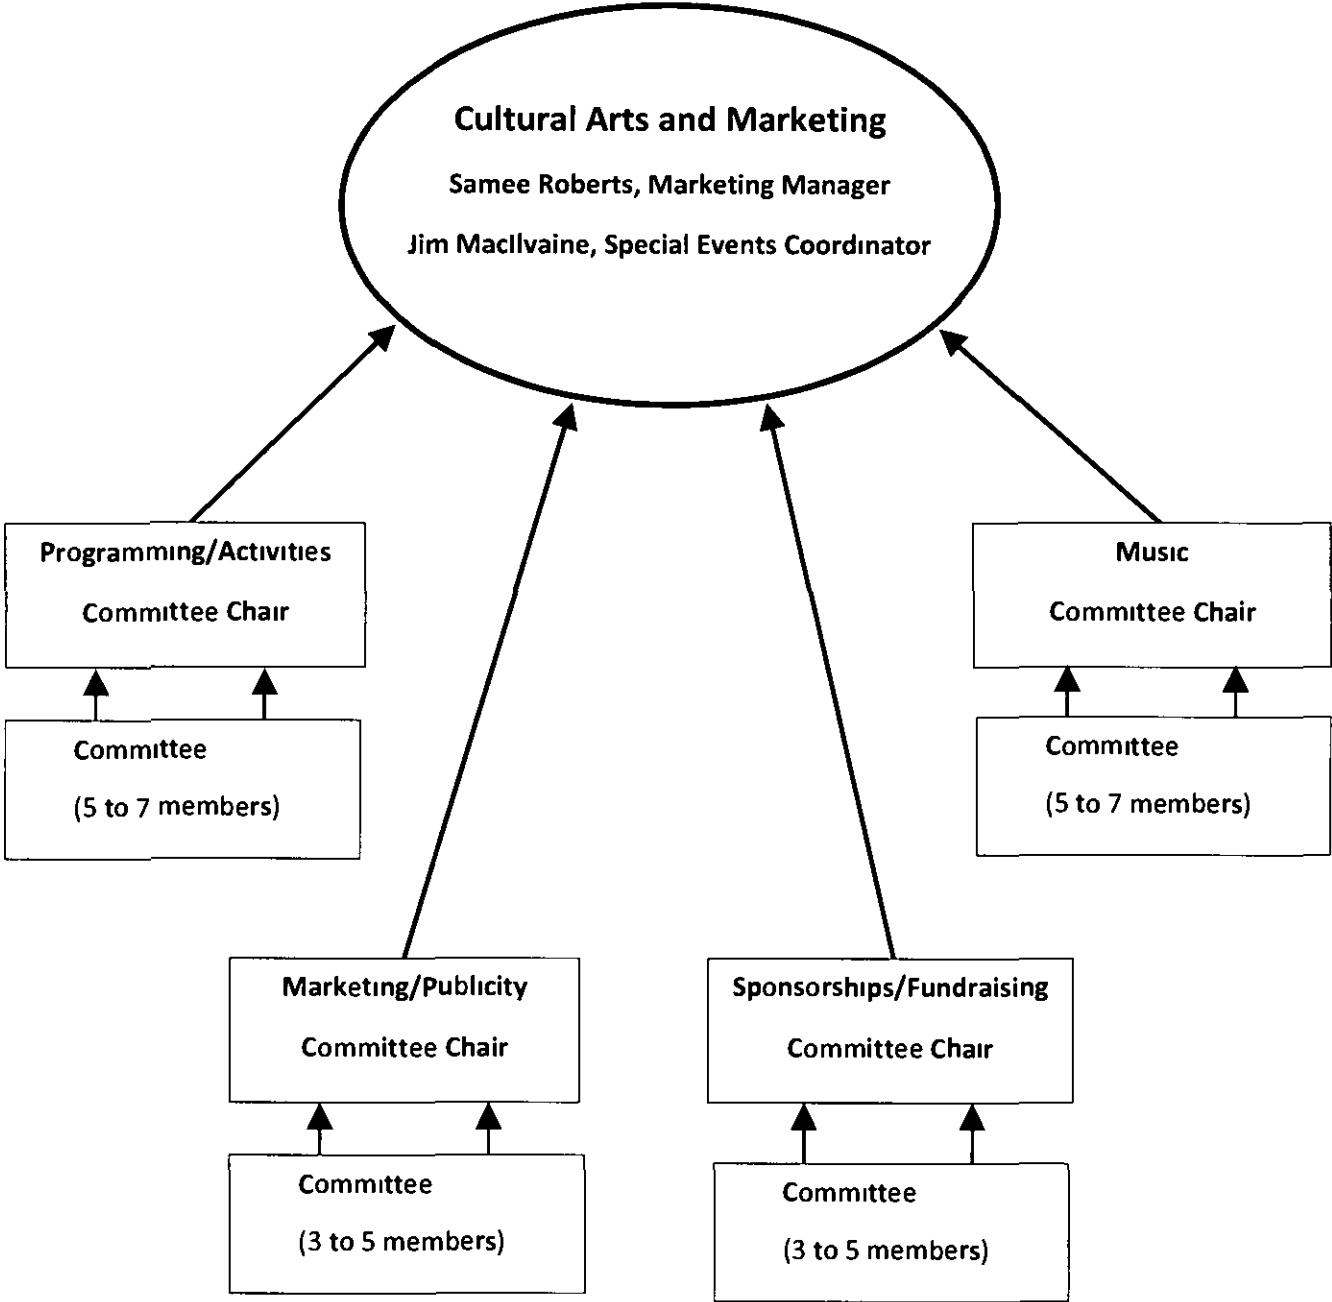 Cultural Arts and Marketing
Samee Roberts, Marketing Manager
Jim MacIlvaine, Special Events Coordinator
Programming/Activities
Committee Chair
Committee
(5 to 7 members)
Music
Committee Chair
Committee
(5 to 7 members)
Marketing/Publicity
Committee Chair
Committee
(3 to 5 members)
Sponsorships/Fundraising
Committee Chair
Committee
(3 to 5 members)